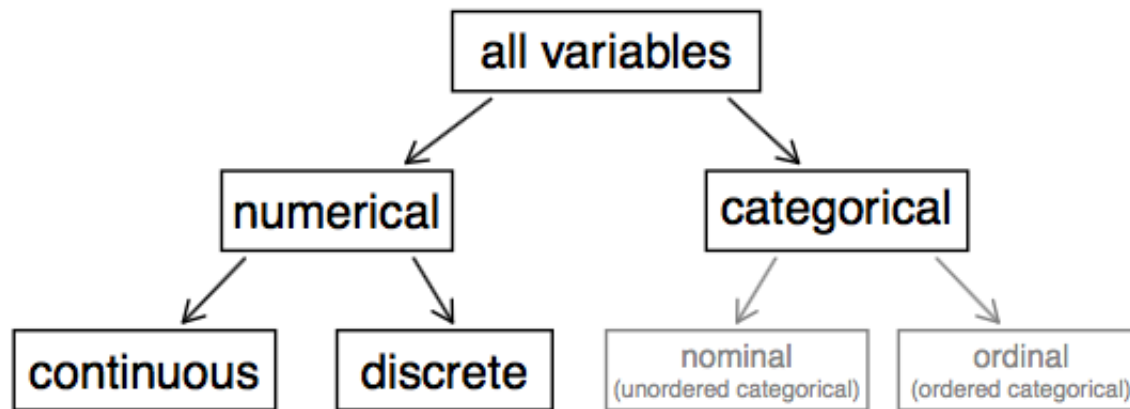 all variables
numerical
categorical
continuous
discrete
nominal
(unordered categorical)
ordinal
(ordered categorical)